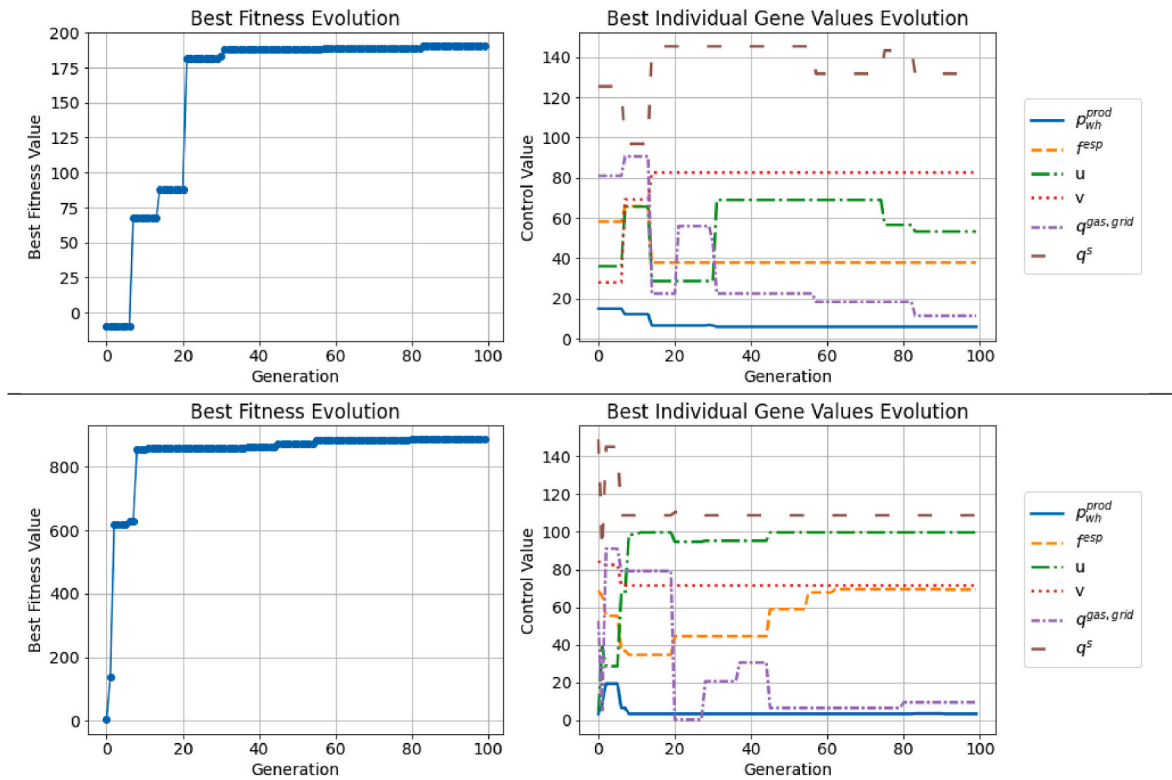 Best Fitness Evolution
Best Fitness Value
200
175
150
125
100
75
50
25
0
0 20 40 60 80 100
Generation
Best Individual Gene Values Evolution
Control Value
140
120
100
80
60
40
20
0
0 20 40 60 80 100
Generation
p_wh^prod
f^esp
u
v
q^gas, grid
q^s
Best Fitness Evolution
Best Fitness Value
800
600
400
200
0
0 20 40 60 80 100
Generation
Best Individual Gene Values Evolution
Control Value
140
120
100
80
60
40
20
0
0 20 40 60 80 100
Generation
p_wh^prod
f^esp
u
v
q^gas, grid
q^s